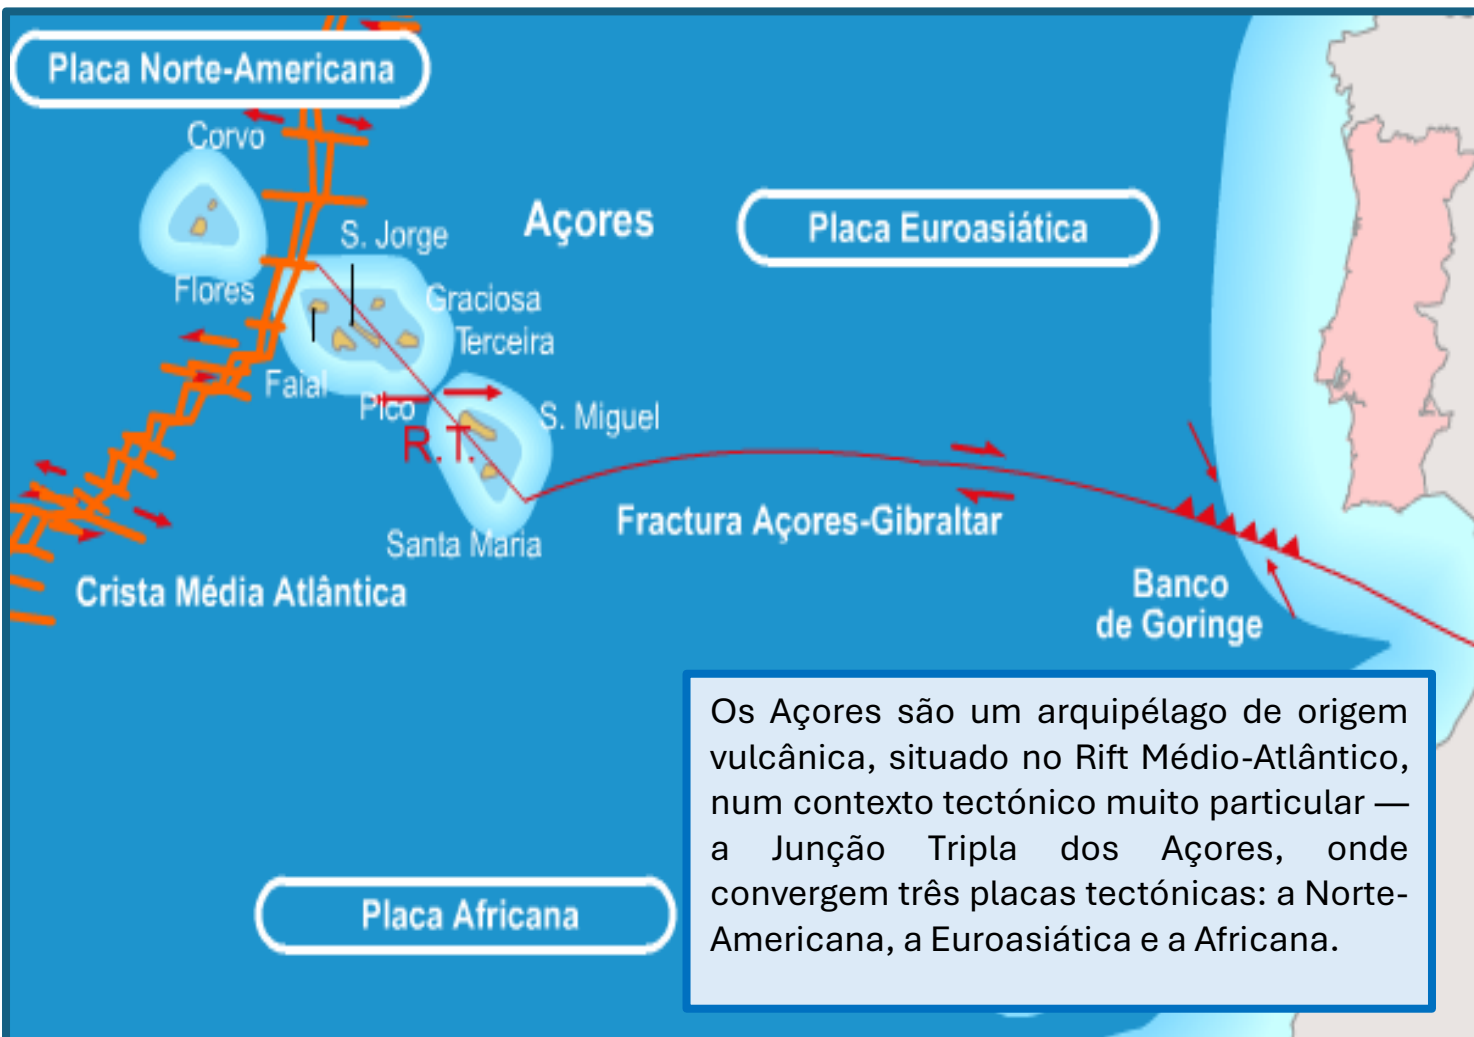 Placa Norte-Americana
Corvo
Açores
Placa Euroasiática
S. Jorge
Flores
Graciosa
Terceira
Faial
Pico
S. Miguel
R.T.
Fractura Açores-Gibraltar
Santa Maria
Crista Média Atlântica
Banco
de Goringe
Placa Africana
Os Açores são um arquipélago de origem
vulcânica, situado no Rift Médio-Atlântico,
num contexto tectónico muito particular —
a Junção Tripla dos Açores, onde
convergem três placas tectónicas: a Norte-
Americana, a Euroasiática e a Africana.